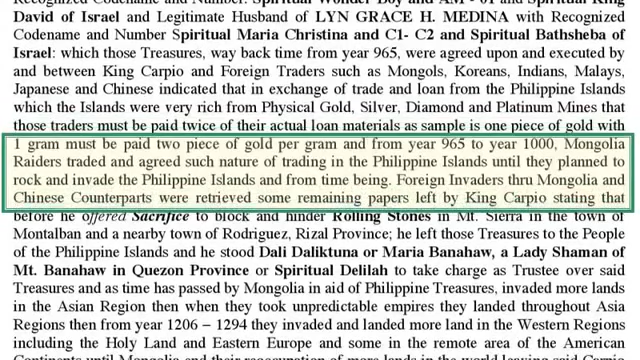 Recognized Codename and Number: Spiritual Wonder Boy and AM - 01 and Spiritual King
David of Israel and Legitimate Husband of LYN GRACE H. MEDINA with Recognized
Codename and Number Spiritual Maria Christina and C1- C2 and Spiritual Bathsheba of
Israel: which those Treasures, way back time from year 965, were agreed upon and executed by
and between King Carpio and Foreign Traders such as Mongols, Koreans, Indians, Malays,
Japanese and Chinese indicated that in exchange of trade and loan from the Philippine Islands
which the Islands were very rich from Physical Gold, Silver, Diamond and Platinum Mines that
those traders must be paid twice of their actual loan materials as sample is one piece of gold with
1 gram must be paid two piece of gold per gram and from year 965 to year 1000, Mongolia
Raiders traded and agreed such nature of trading in the Philippine Islands until they planned to
rock and invade the Philippine Islands and from time being. Foreign Invaders thru Mongolia and
Chinese Counterparts were retrieved some remaining papers left by King Carpio stating that
before he offered Sacrifice to block and hinder Rolling Stones in Mt. Sierra in the town of
Montalban and a nearby town of Rodriguez, Rizal Province; he left those Treasures to the People
of the Philippine Islands and he stood Dali Daliktuna or Maria Banahaw, a Lady Shaman of
Mt. Banahaw in Quezon Province or Spiritual Delilah to take charge as Trustee over said
Treasures and as time has passed by Mongolia in aid of Philippine Treasures, invaded more lands
in the Asian Region then when they took unpredictable empires they landed throughout Asia
Regions then from year 1206 – 1294 they invaded and landed more land in the Western Regions
including the Holy Land and Eastern Europe and some in the remote area of the American